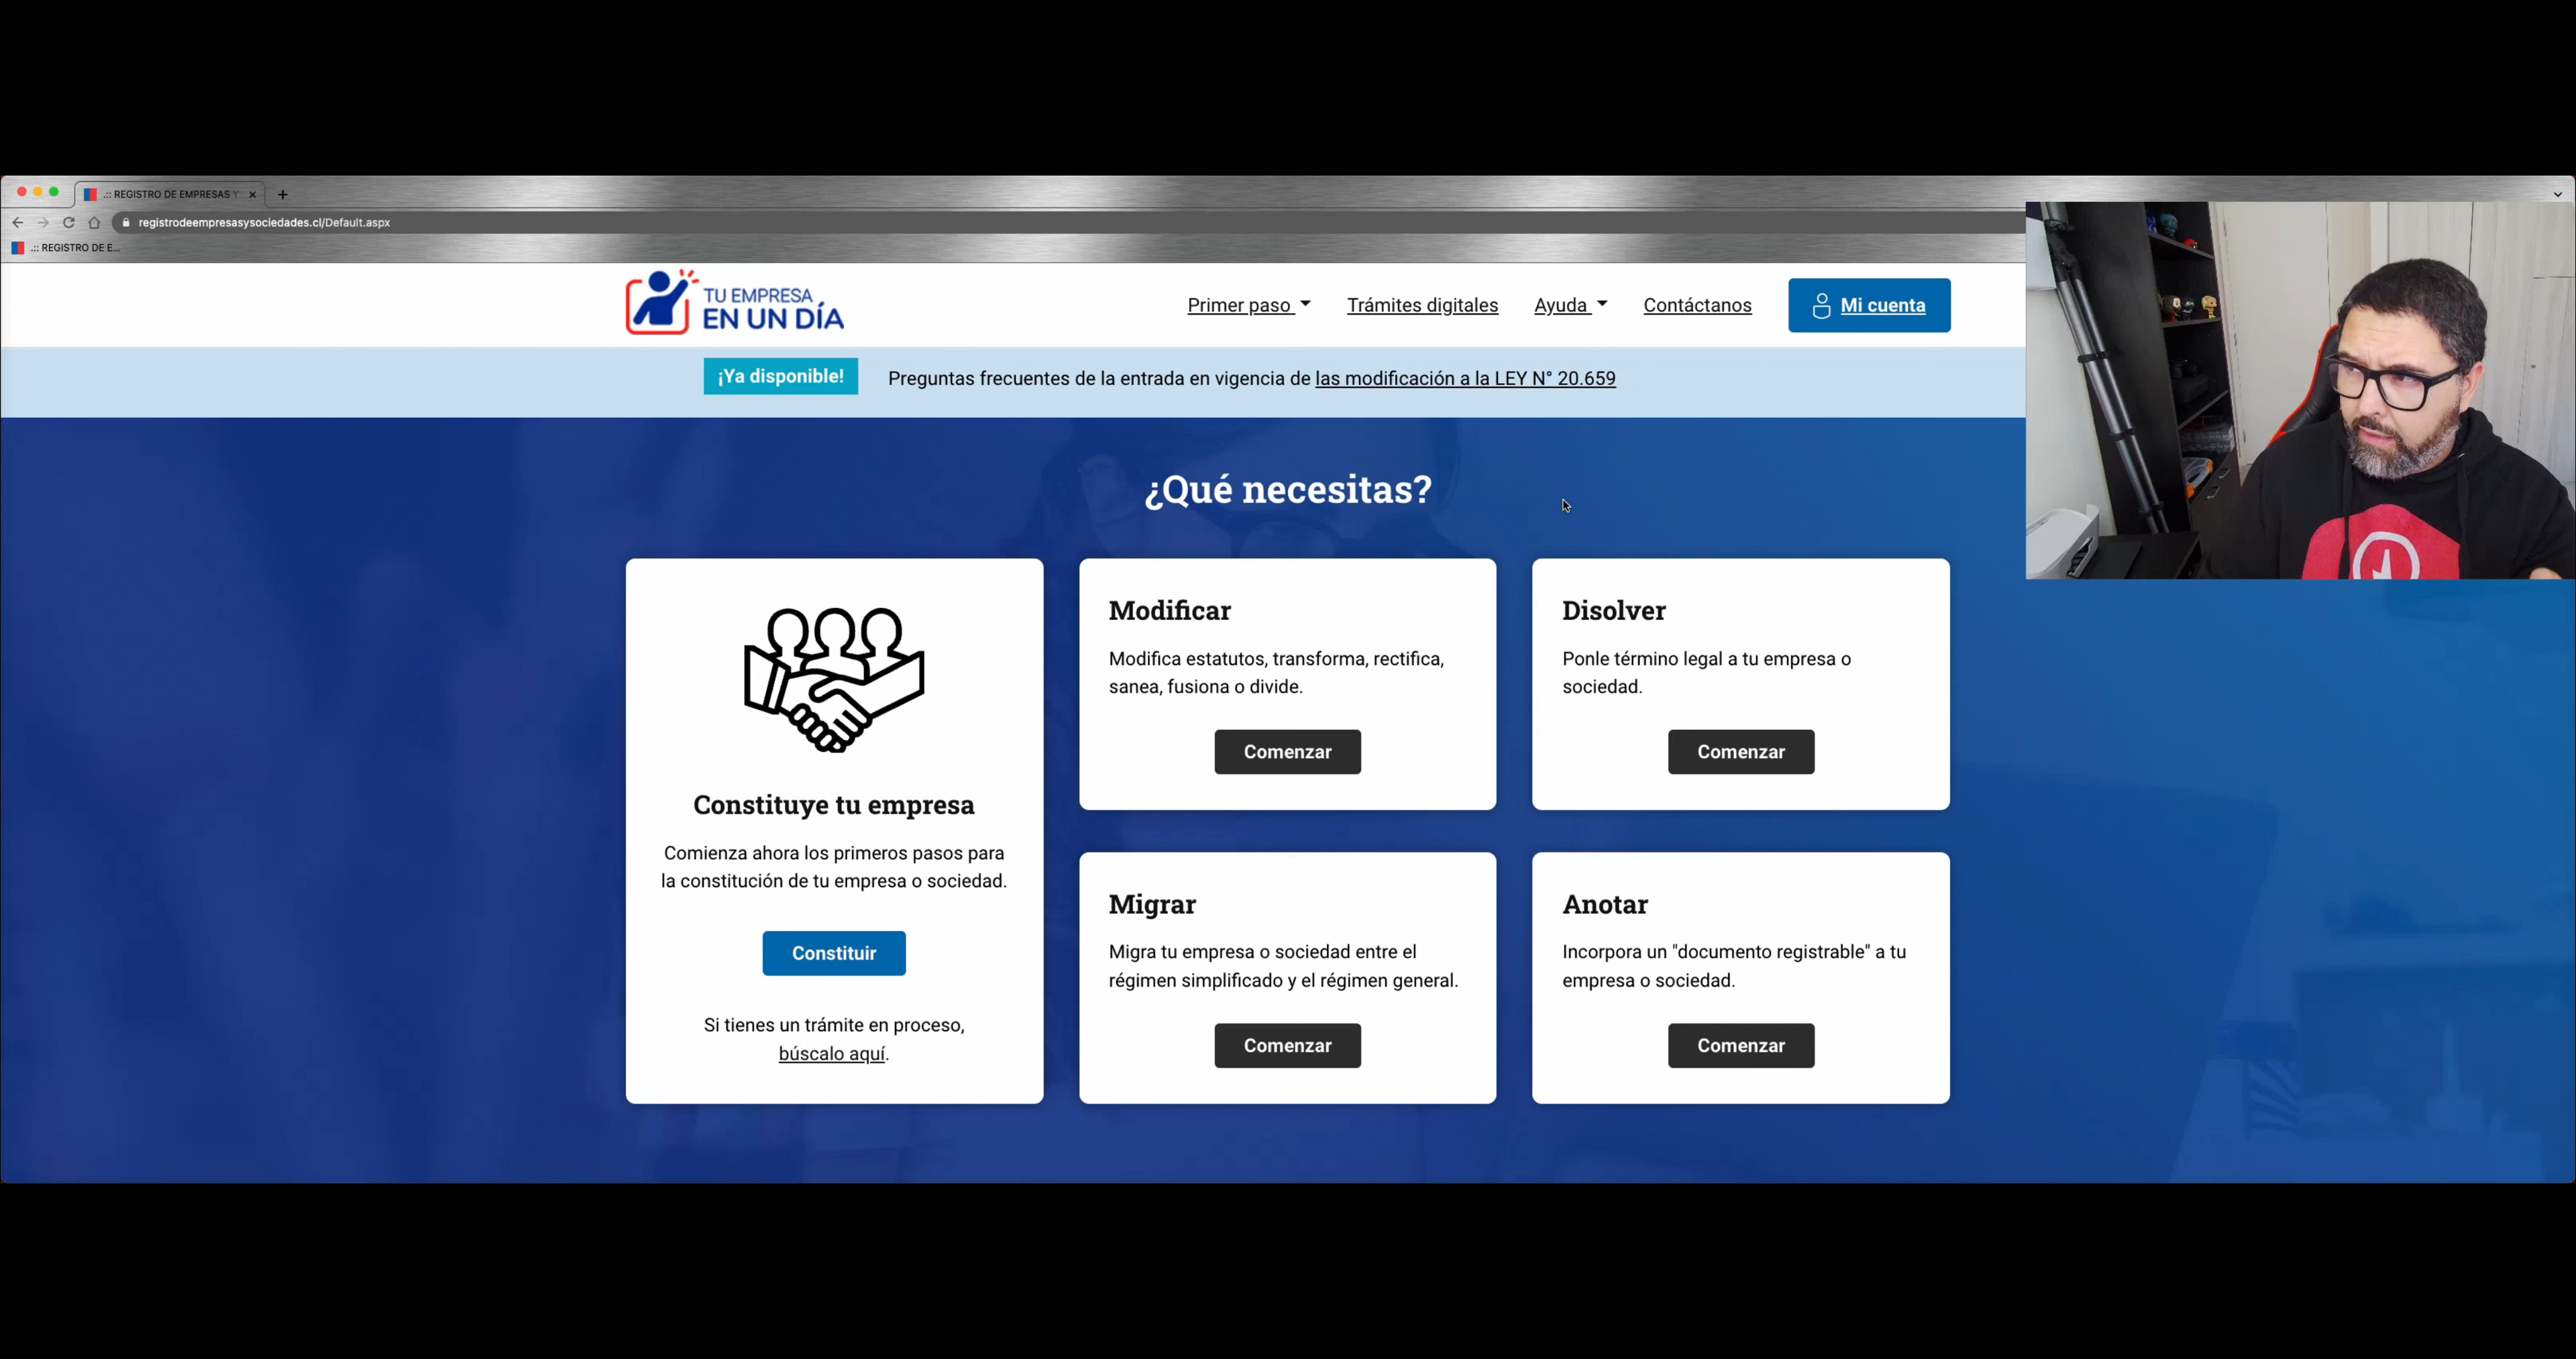 .:: REGISTRO DE EMPRESAS Y
registrodeempresasysociedades.cl/Default.aspx
.:: REGISTRO DE E...
TU EMPRESA
EN UN DÍA
Primer paso
Trámites digitales
Ayuda
Contáctanos
Mi cuenta
¡Ya disponible!
Preguntas frecuentes de la entrada en vigencia de las modificación a la LEY N° 20.659
¿Qué necesitas?
Constituye tu empresa
Comienza ahora los primeros pasos para
la constitución de tu empresa o sociedad.
Constituir
Si tienes un trámite en proceso,
búscalo aquí.
Modificar
Modifica estatutos, transforma, rectifica,
sanea, fusiona o divide.
Comenzar
Disolver
Ponle término legal a tu empresa o
sociedad.
Comenzar
Migrar
Migra tu empresa o sociedad entre el
régimen simplificado y el régimen general.
Comenzar
Anotar
Incorpora un "documento registrable" a tu
empresa o sociedad.
Comenzar